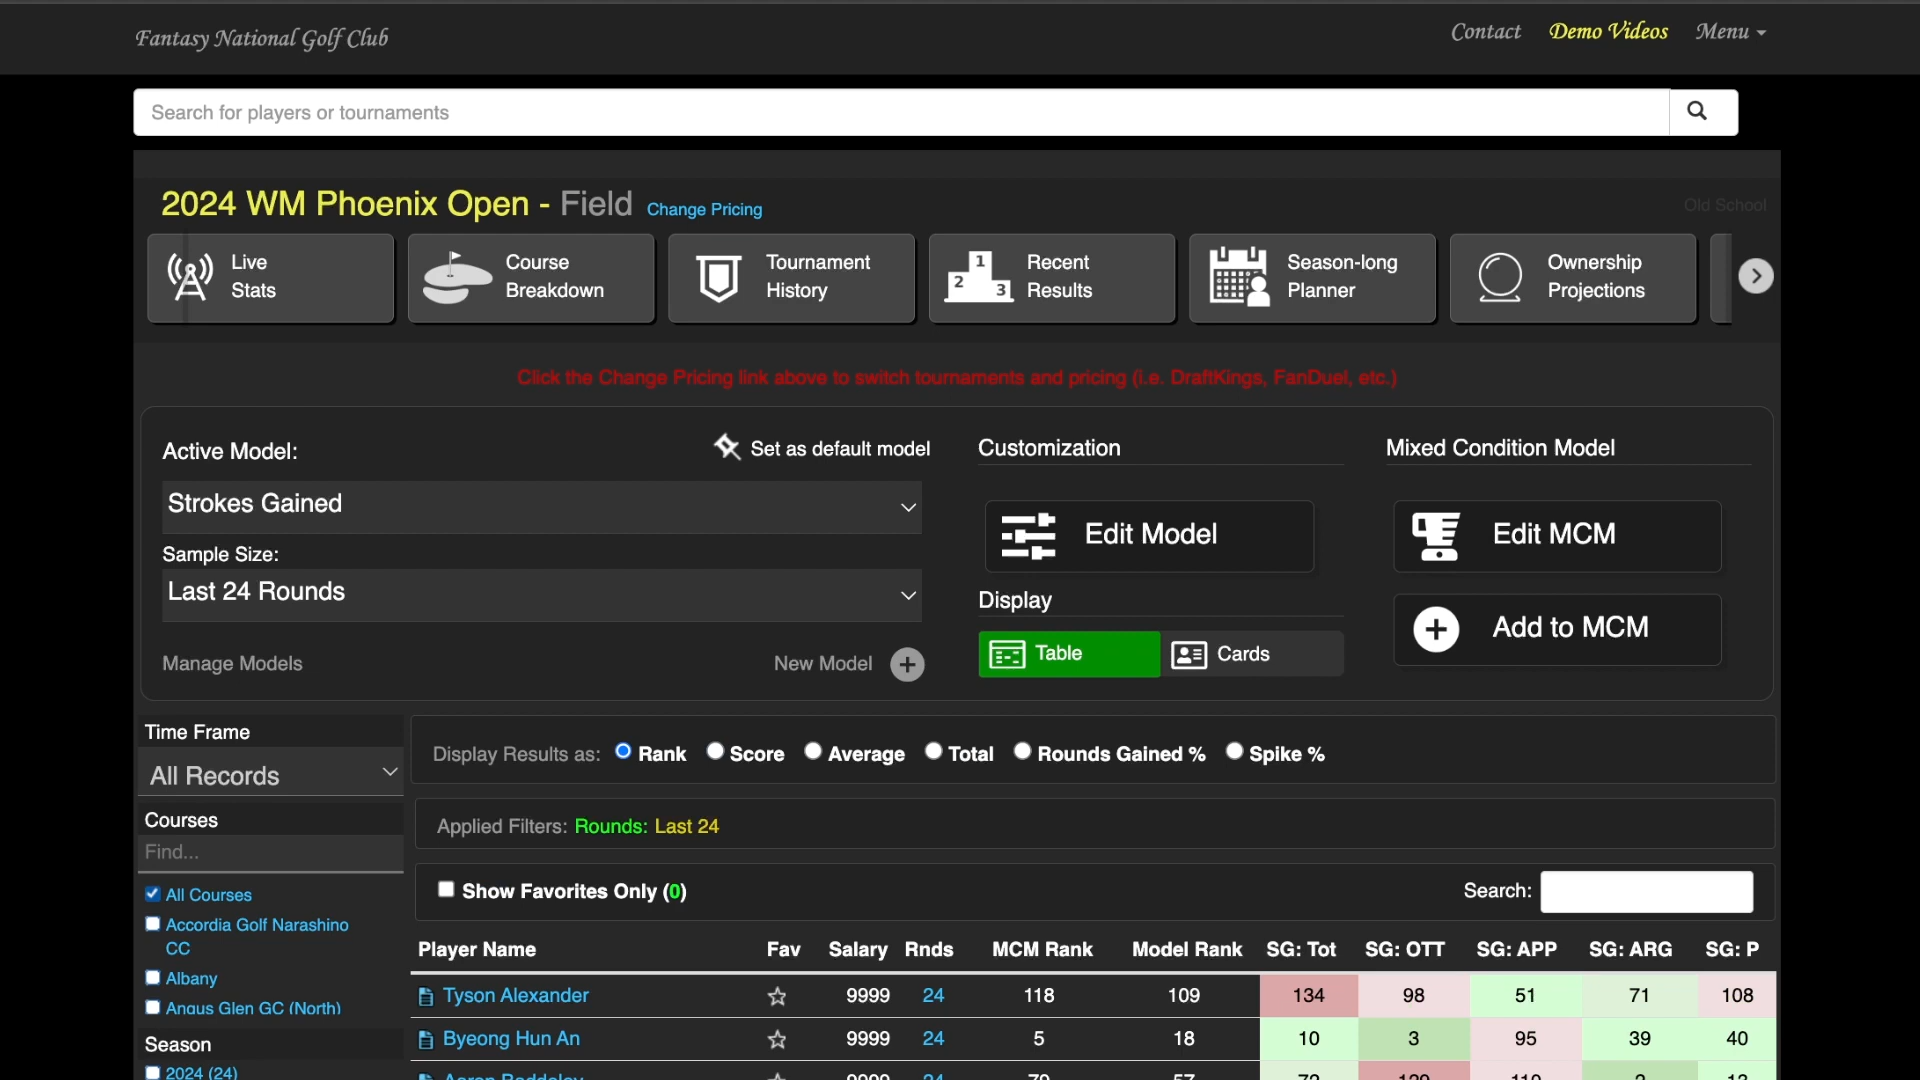 Fantasy National Golf Club
Contact Demo Videos Menu
Search for players or tournaments
2024 WM Phoenix Open - Field Change Pricing
Old School
Live Stats
Course Breakdown
Tournament History
1 2 3
Recent Results
Season-long Planner
Ownership Projections
Click the Change Pricing link above to switch tournaments and pricing (i.e. DraftKings, FanDuel, etc.)
Active Model:
Set as default model
Strokes Gained
Sample Size:
Last 24 Rounds
Manage Models
New Model
Customization
Edit Model
Display
Table
Cards
Mixed Condition Model
Edit MCM
Add to MCM
Time Frame
All Records
Courses
Find...
All Courses
Accordia Golf Narashino
CC
Albany
Angus Glen GC (North)
Season
2024 (24)
Display Results as: Rank Score Average Total Rounds Gained % Spike %
Applied Filters: Rounds: Last 24
Show Favorites Only (0)
Search:
Player Name Fav Salary Rnds MCM Rank Model Rank SG: Tot SG: OTT SG: APP SG: ARG SG: P
Tyson Alexander 9999 24 118 109 134 98 51 71 108
Byeong Hun An 9999 24 5 18 10 3 95 39 40